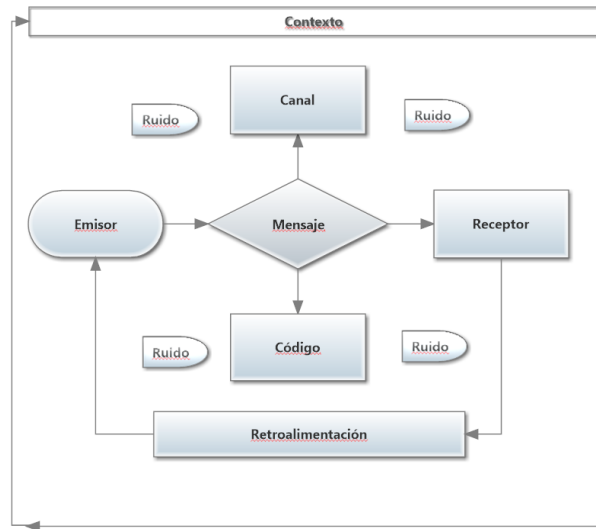 Contexto
Canal
Ruido
Ruido
Emisor
Mensaje
Receptor
Ruido
Código
Ruido
Retroalimentación